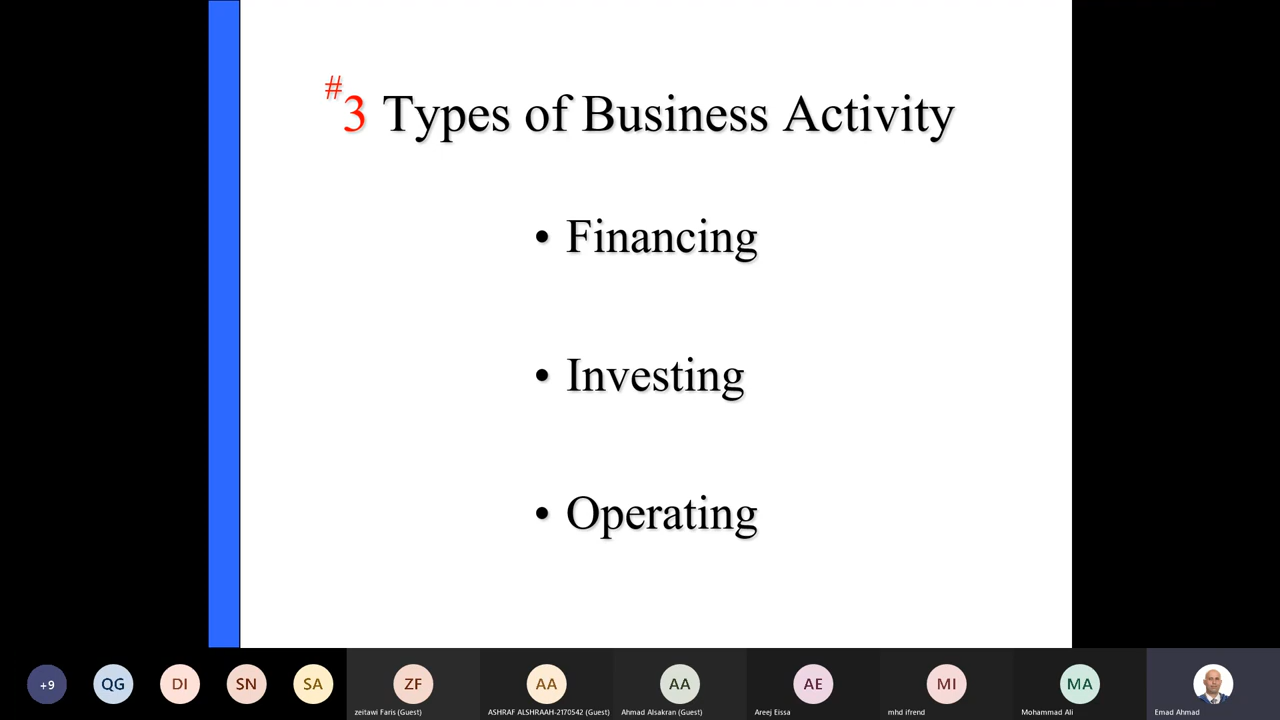 #3 Types of Business Activity
• Financing
• Investing
• Operating
+9 QG DI SN SA ZF AA AA AE MI MA
zeitawi Faris (Guest) ASHRAF ALSHRAAH-2170542 (Guest) Ahmad Alsakran (Guest) Areej Eissa mhd ifrend Mohammad Ali Emad Ahmad